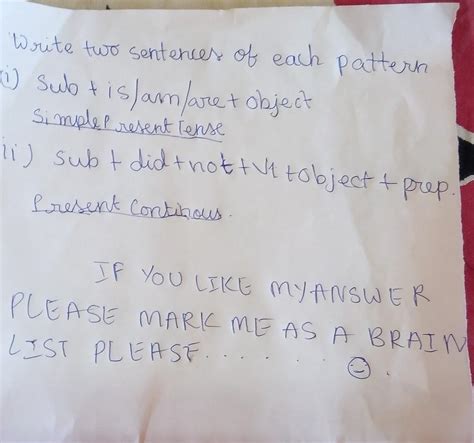 Write two sentences of each pattern
i) Sub + is/am/are + object
Simple Present Tense
ii) Sub + did + not + V1 + Object + prep.
Present Continous.
IF YOU LIKE MY ANSWER
PLEASE MARK ME AS A BRAIN
LIST PLEASE. . . . . . .